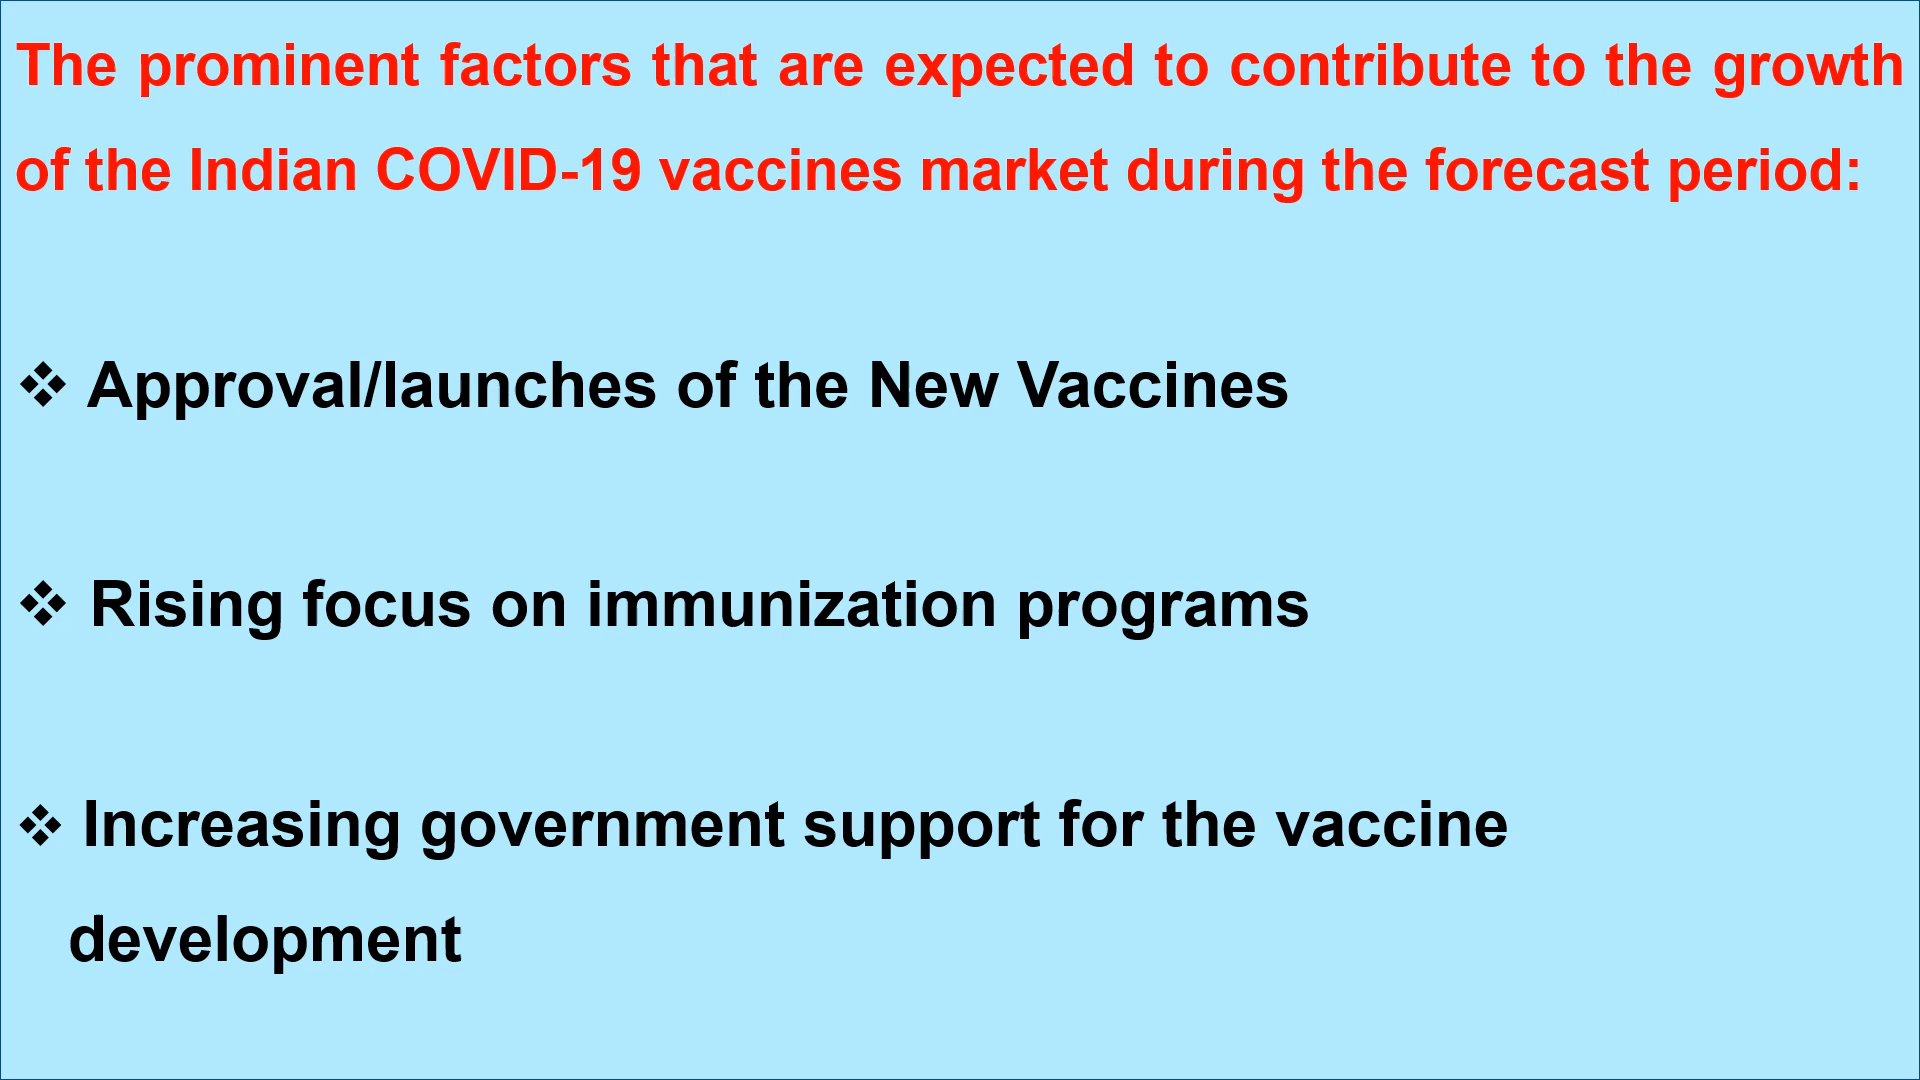 The prominent factors that are expected to contribute to the growth
of the Indian COVID-19 vaccines market during the forecast period:
❖ Approval/launches of the New Vaccines
❖ Rising focus on immunization programs
❖ Increasing government support for the vaccine
development